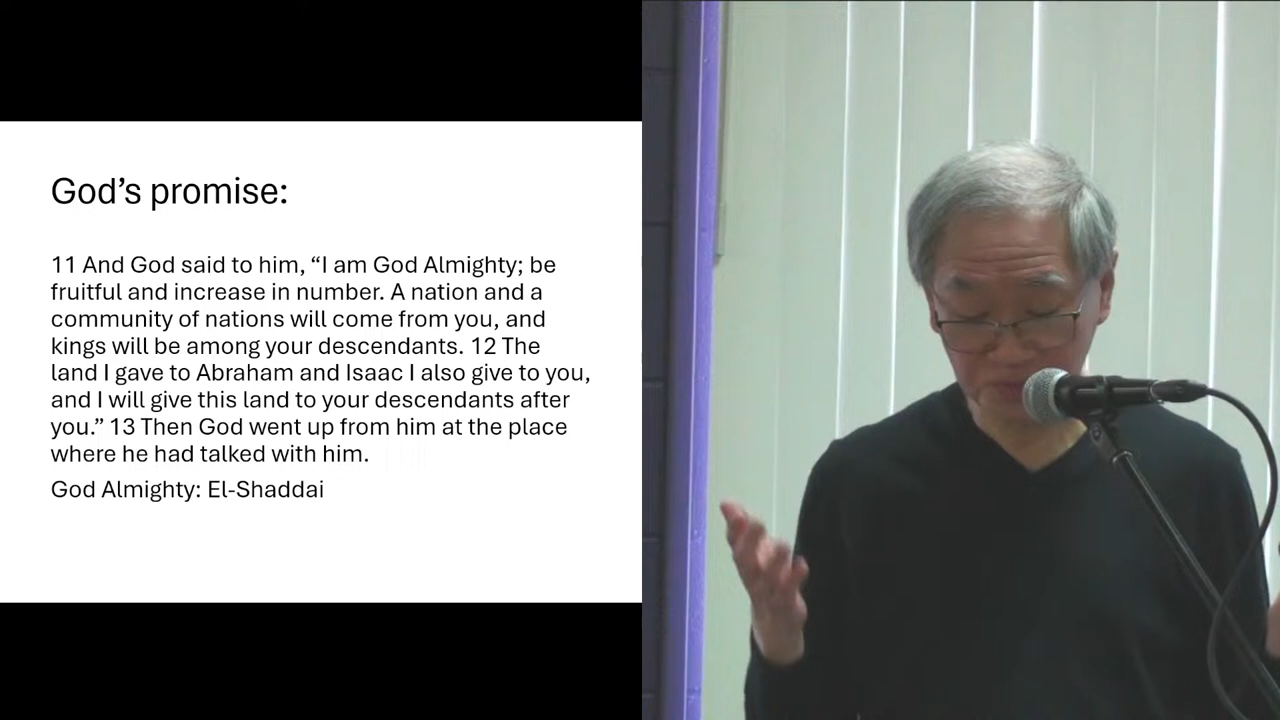 God’s promise:
11 And God said to him, “I am God Almighty; be
fruitful and increase in number. A nation and a
community of nations will come from you, and
kings will be among your descendants. 12 The
land I gave to Abraham and Isaac I also give to you,
and I will give this land to your descendants after
you.” 13 Then God went up from him at the place
where he had talked with him.
God Almighty: El-Shaddai